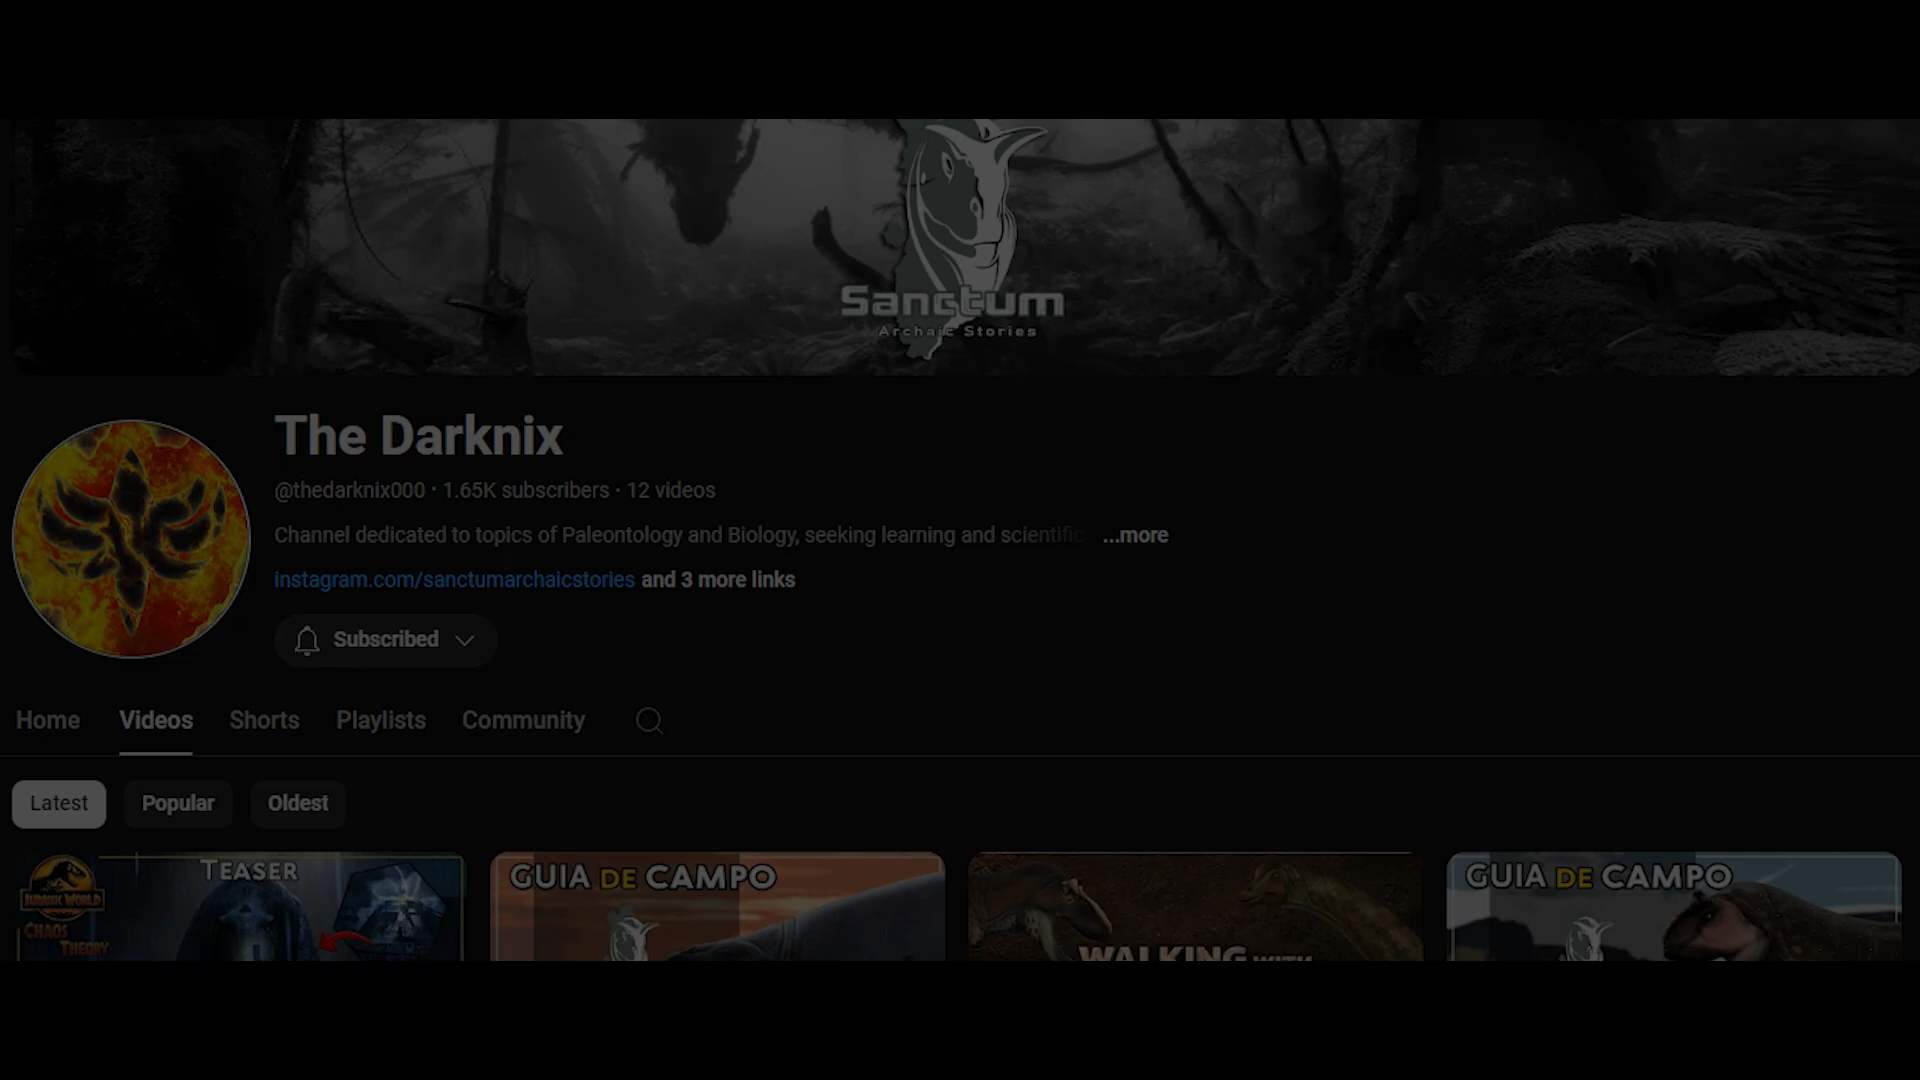 Sanctum
Archaic Stories
The Darknix
@thedarknix000 · 1.65K subscribers · 12 videos
Channel dedicated to topics of Paleontology and Biology, seeking learning and scientific ...more
instagram.com/sanctumarchaicstories and 3 more links
Subscribed
Home Videos Shorts Playlists Community
Latest Popular Oldest
TEASER
JURASSIC WORLD
CHAOS
THEORY
GUIA DE CAMPO
WALKING WITH
GUIA DE CAMPO